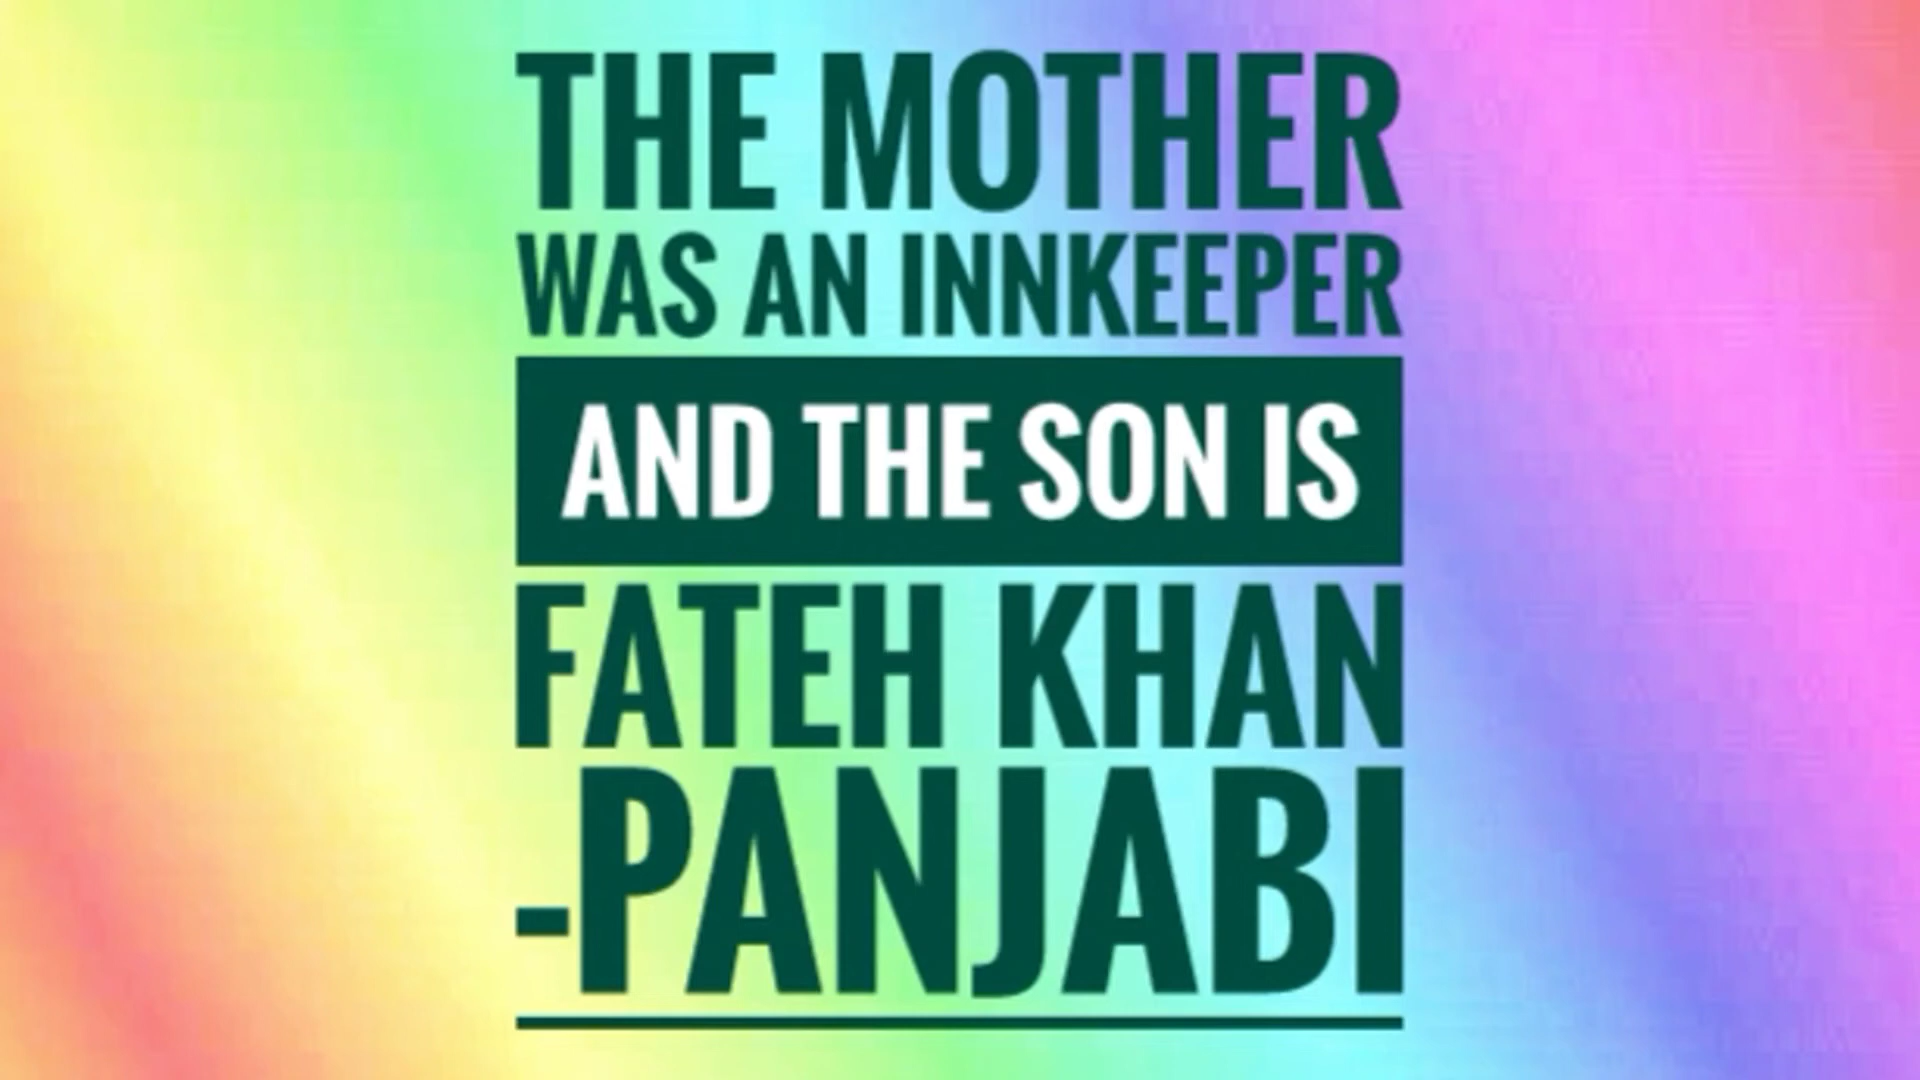 THE MOTHER
WAS AN INNKEEPER
AND THE SON IS
FATEH KHAN
-PANJABI